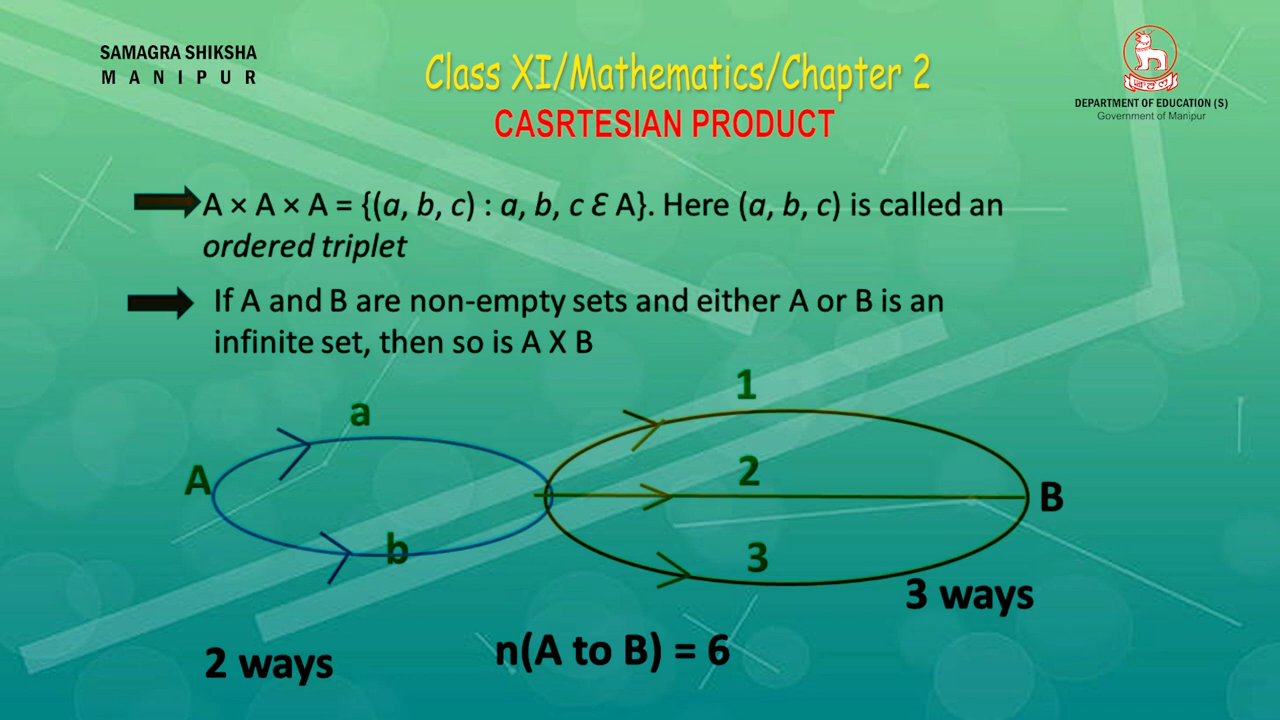 SAMAGRA SHIKSHA
MANIPUR
Class XI/Mathematics/Chapter 2
CASRTESIAN PRODUCT
DEPARTMENT OF EDUCATION (S)
Government of Manipur
A × A × A = {(a, b, c) : a, b, c Ɛ A}. Here (a, b, c) is called an
ordered triplet
If A and B are non-empty sets and either A or B is an
infinite set, then so is A X B
1
a
2
A
B
b
3
3 ways
n(A to B) = 6
2 ways